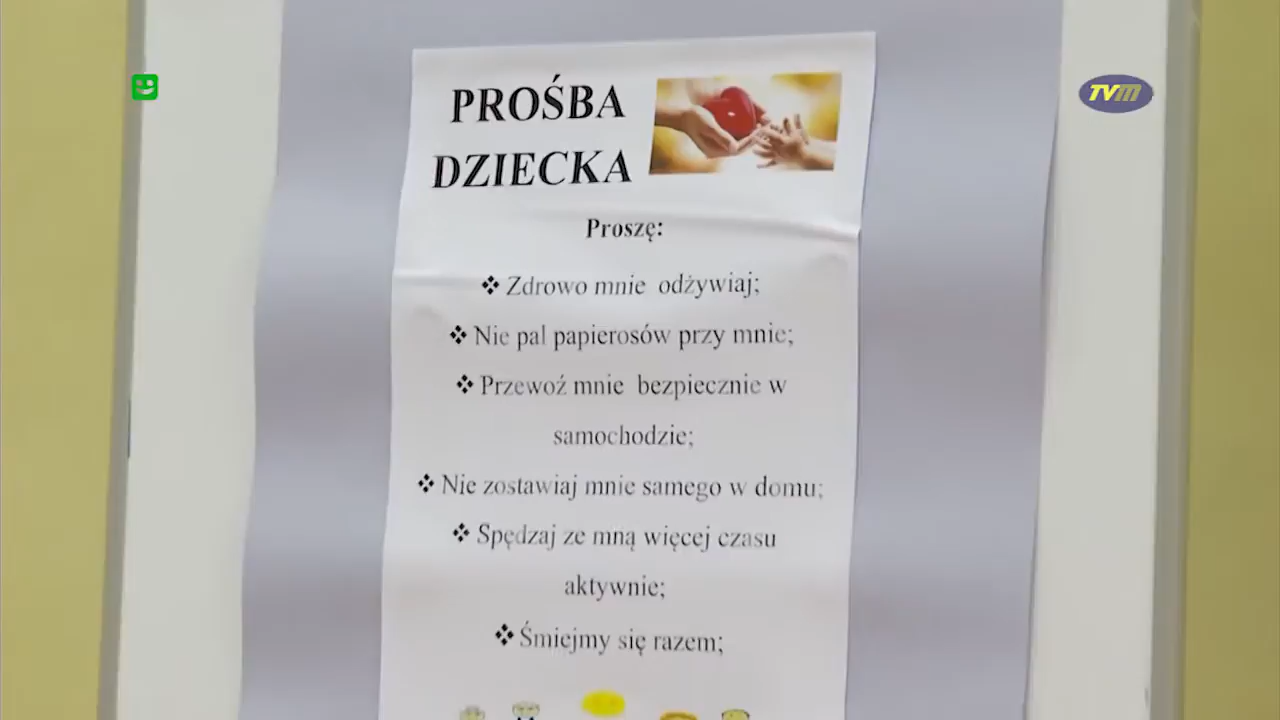 TVM
PROŚBA
DZIECKA
Proszę:
❖ Zdrowo mnie odżywiaj;
❖ Nie pal papierosów przy mnie;
❖ Przewoź mnie bezpiecznie w
samochodzie;
❖ Nie zostawiaj mnie samego w domu;
❖ Spędzaj ze mną więcej czasu
aktywnie;
❖ Śmiejmy się razem;